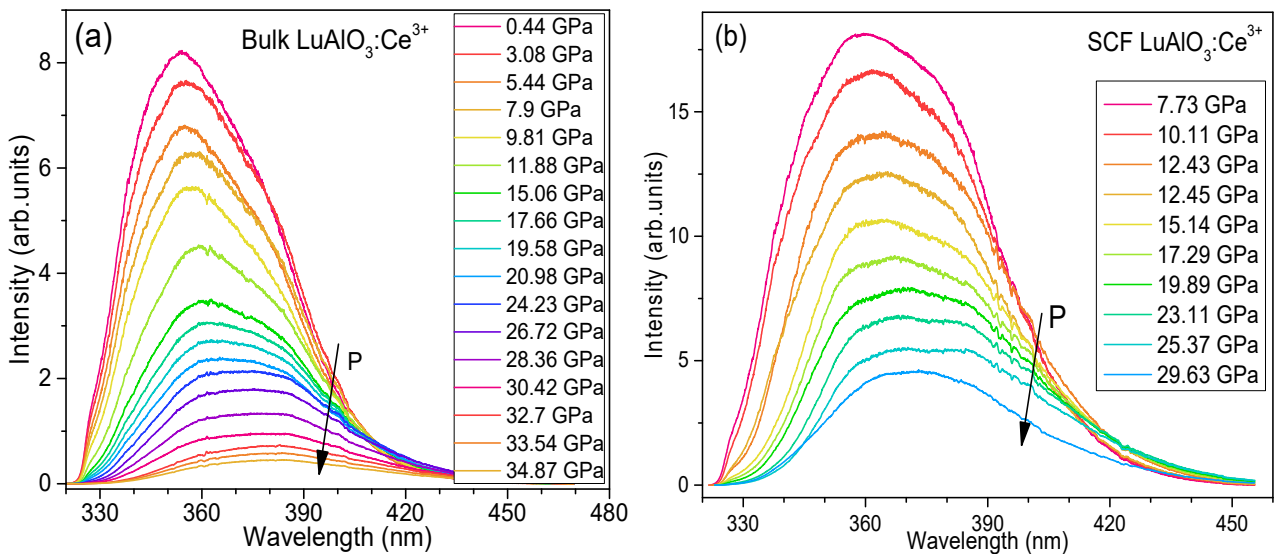 (a)
Bulk LuAlO3:Ce3+
0.44 GPa
3.08 GPa
5.44 GPa
7.9 GPa
9.81 GPa
11.88 GPa
15.06 GPa
17.66 GPa
19.58 GPa
20.98 GPa
24.23 GPa
26.72 GPa
28.36 GPa
30.42 GPa
32.7 GPa
33.54 GPa
34.87 GPa
P
8
6
4
2
0
Intensity (arb.units)
330 360 390 420 450 480
Wavelength (nm)
(b)
SCF LuAlO3:Ce3+
7.73 GPa
10.11 GPa
12.43 GPa
12.45 GPa
15.14 GPa
17.29 GPa
19.89 GPa
23.11 GPa
25.37 GPa
29.63 GPa
P
15
10
5
0
Intensity (arb.units)
330 360 390 420 450
Wavelength (nm)